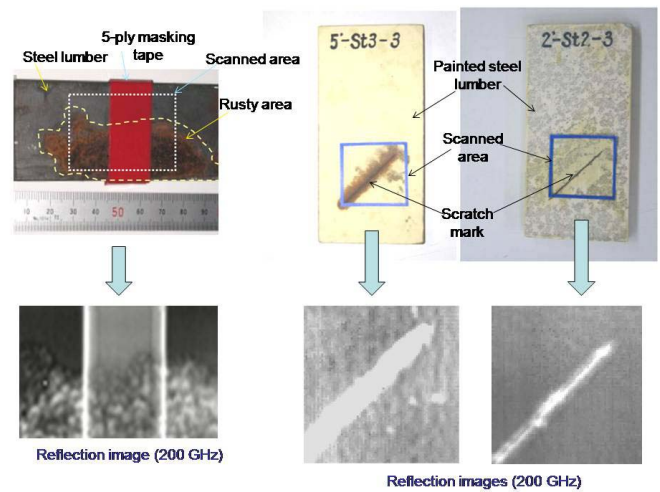 5-ply masking
tape
Steel lumber
Scanned area
Rusty area
10 20 30 40 50 60 70 80 90
5'-St3-3
2'-St2-3
Painted steel
lumber
Scanned
area
Scratch
mark
Reflection image (200 GHz)
Reflection images (200 GHz)